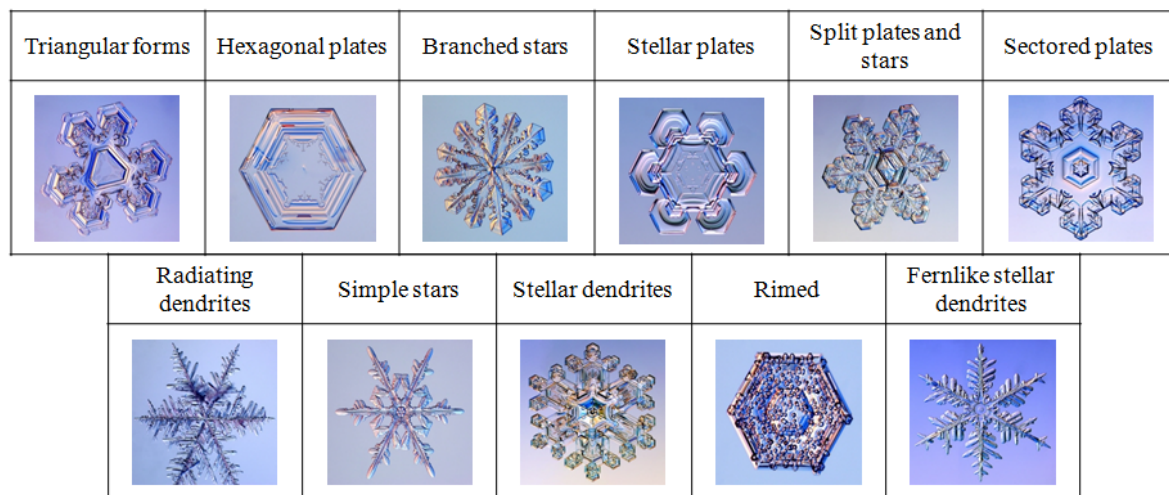 Triangular forms
Hexagonal plates
Branched stars
Stellar plates
Split plates and
stars
Sectored plates
Radiating
dendrites
Simple stars
Stellar dendrites
Rimed
Fernlike stellar
dendrites